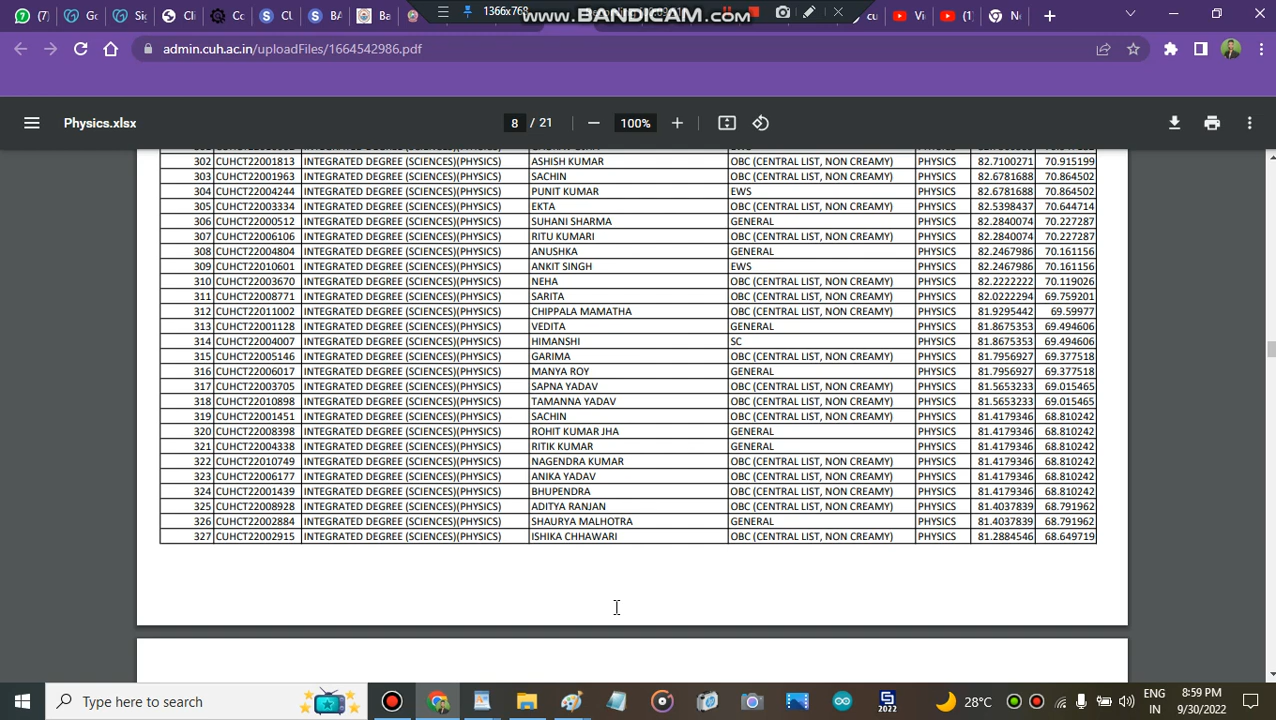 (7) G Sig Cli Co CU BA Ba 1366x768 www.BANDICAM.com cu Vi (1) N
admin.cuh.ac.in/uploadFiles/1664542986.pdf
Physics.xlsx 8 / 21 100%
302 CUHCT22001813 INTEGRATED DEGREE (SCIENCES)(PHYSICS) ASHISH KUMAR OBC (CENTRAL LIST, NON CREAMY) PHYSICS 82.7100271 70.915199
303 CUHCT22001963 INTEGRATED DEGREE (SCIENCES)(PHYSICS) SACHIN OBC (CENTRAL LIST, NON CREAMY) PHYSICS 82.6781688 70.864502
304 CUHCT22004244 INTEGRATED DEGREE (SCIENCES)(PHYSICS) PUNIT KUMAR EWS PHYSICS 82.6781688 70.864502
305 CUHCT22003334 INTEGRATED DEGREE (SCIENCES)(PHYSICS) EKTA OBC (CENTRAL LIST, NON CREAMY) PHYSICS 82.5398437 70.644714
306 CUHCT22000512 INTEGRATED DEGREE (SCIENCES)(PHYSICS) SUHANI SHARMA GENERAL PHYSICS 82.2840074 70.227287
307 CUHCT22006106 INTEGRATED DEGREE (SCIENCES)(PHYSICS) RITU KUMARI OBC (CENTRAL LIST, NON CREAMY) PHYSICS 82.2840074 70.227287
308 CUHCT22004804 INTEGRATED DEGREE (SCIENCES)(PHYSICS) ANUSHKA GENERAL PHYSICS 82.2467986 70.161156
309 CUHCT22010601 INTEGRATED DEGREE (SCIENCES)(PHYSICS) ANKIT SINGH EWS PHYSICS 82.2467986 70.161156
310 CUHCT22003670 INTEGRATED DEGREE (SCIENCES)(PHYSICS) NEHA OBC (CENTRAL LIST, NON CREAMY) PHYSICS 82.2222222 70.119026
311 CUHCT22008771 INTEGRATED DEGREE (SCIENCES)(PHYSICS) SARITA OBC (CENTRAL LIST, NON CREAMY) PHYSICS 82.0222294 69.759201
312 CUHCT22011002 INTEGRATED DEGREE (SCIENCES)(PHYSICS) CHIPPALA MAMATHA OBC (CENTRAL LIST, NON CREAMY) PHYSICS 81.9295442 69.59977
313 CUHCT22001128 INTEGRATED DEGREE (SCIENCES)(PHYSICS) VEDITA GENERAL PHYSICS 81.8675353 69.494606
314 CUHCT22004007 INTEGRATED DEGREE (SCIENCES)(PHYSICS) HIMANSHI SC PHYSICS 81.8675353 69.494606
315 CUHCT22005146 INTEGRATED DEGREE (SCIENCES)(PHYSICS) GARIMA OBC (CENTRAL LIST, NON CREAMY) PHYSICS 81.7956927 69.377518
316 CUHCT22006017 INTEGRATED DEGREE (SCIENCES)(PHYSICS) MANYA ROY GENERAL PHYSICS 81.7956927 69.377518
317 CUHCT22003705 INTEGRATED DEGREE (SCIENCES)(PHYSICS) SAPNA YADAV OBC (CENTRAL LIST, NON CREAMY) PHYSICS 81.5653233 69.015465
318 CUHCT22010898 INTEGRATED DEGREE (SCIENCES)(PHYSICS) TAMANNA YADAV OBC (CENTRAL LIST, NON CREAMY) PHYSICS 81.5653233 69.015465
319 CUHCT22001451 INTEGRATED DEGREE (SCIENCES)(PHYSICS) SACHIN OBC (CENTRAL LIST, NON CREAMY) PHYSICS 81.4179346 68.810242
320 CUHCT22008398 INTEGRATED DEGREE (SCIENCES)(PHYSICS) ROHIT KUMAR JHA GENERAL PHYSICS 81.4179346 68.810242
321 CUHCT22004338 INTEGRATED DEGREE (SCIENCES)(PHYSICS) RITIK KUMAR GENERAL PHYSICS 81.4179346 68.810242
322 CUHCT22010749 INTEGRATED DEGREE (SCIENCES)(PHYSICS) NAGENDRA KUMAR OBC (CENTRAL LIST, NON CREAMY) PHYSICS 81.4179346 68.810242
323 CUHCT22006177 INTEGRATED DEGREE (SCIENCES)(PHYSICS) ANIKA YADAV OBC (CENTRAL LIST, NON CREAMY) PHYSICS 81.4179346 68.810242
324 CUHCT22001439 INTEGRATED DEGREE (SCIENCES)(PHYSICS) BHUPENDRA OBC (CENTRAL LIST, NON CREAMY) PHYSICS 81.4179346 68.810242
325 CUHCT22008928 INTEGRATED DEGREE (SCIENCES)(PHYSICS) ADITYA RANJAN OBC (CENTRAL LIST, NON CREAMY) PHYSICS 81.4037839 68.791962
326 CUHCT22002884 INTEGRATED DEGREE (SCIENCES)(PHYSICS) SHAURYA MALHOTRA GENERAL PHYSICS 81.4037839 68.791962
327 CUHCT22002915 INTEGRATED DEGREE (SCIENCES)(PHYSICS) ISHIKA CHHAWARI OBC (CENTRAL LIST, NON CREAMY) PHYSICS 81.2884546 68.649719
Type here to search 2022 28°C ENG 8:59 PM
IN 9/30/2022